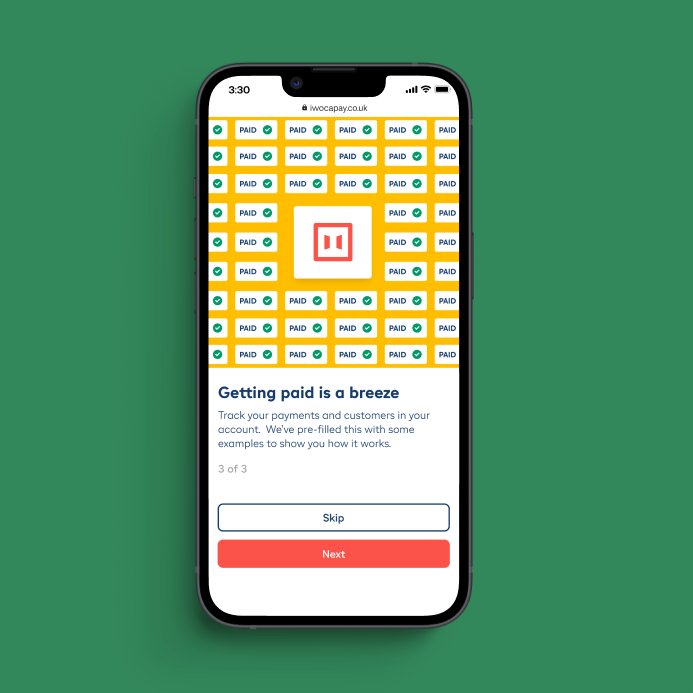 3:30
iwocapay.co.uk
PAID PAID PAID PAID PAID
PAID PAID PAID PAID PAID
PAID PAID PAID PAID PAID
PAID PAID PAID
PAID PAID PAID
PAID PAID PAID
PAID PAID PAID PAID PAID
PAID PAID PAID PAID PAID
PAID PAID PAID PAID PAID
Getting paid is a breeze
Track your payments and customers in your
account.  We've pre-filled this with some
examples to show you how it works.
3 of 3
Skip
Next